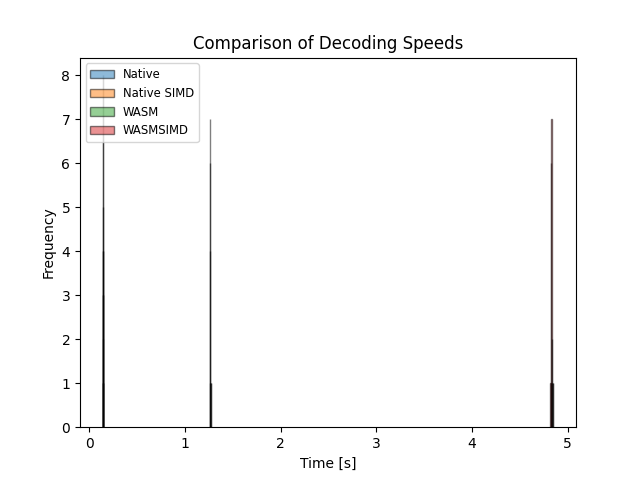 Comparison of Decoding Speeds
Native
Native SIMD
WASM
WASMSIMD
8
7
6
5
4
3
2
1
0
Frequency
0 1 2 3 4 5
Time [s]